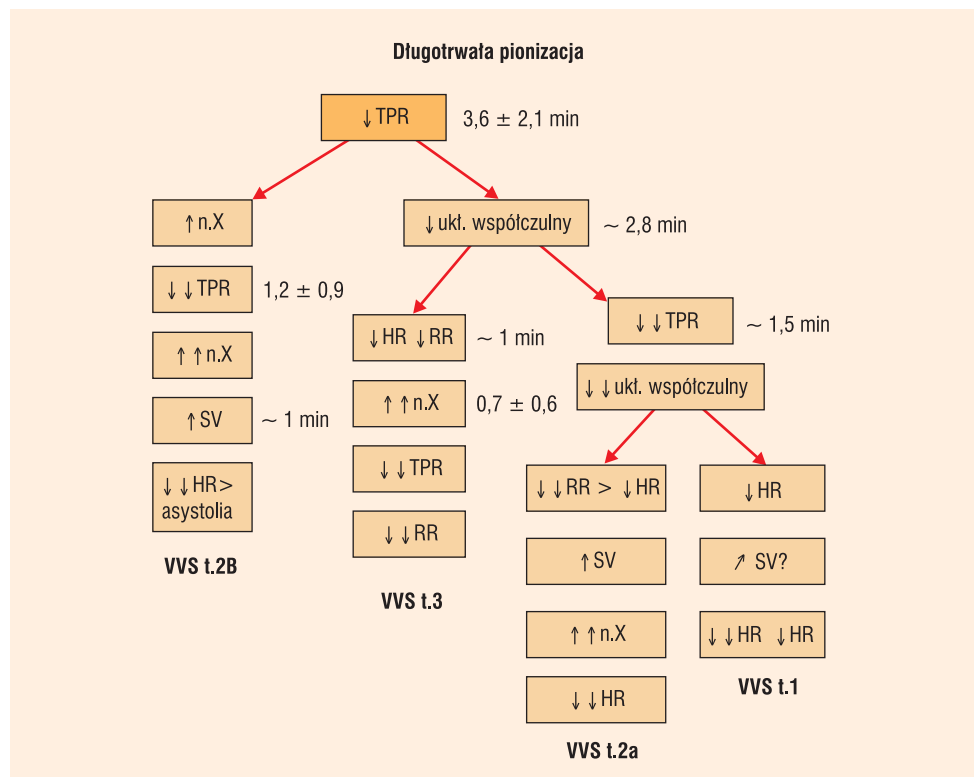 Długotrwała pionizacja
↓ TPR
3,6 ± 2,1 min
↑ n.X
↓ ↓ TPR
1,2 ± 0,9
↑ ↑ n.X
↑ SV
~ 1 min
↓ ↓ HR >
asystolia
VVS t.2B
↓ ukł. współczulny
~ 2,8 min
↓ HR ↓ RR
~ 1 min
↑ ↑ n.X
0,7 ± 0,6
↓ ↓ TPR
↓ ↓ RR
VVS t.3
↓ ↓ TPR
~ 1,5 min
↓ ↓ ukł. współczulny
↓ ↓ RR > ↓ HR
↑ SV
↑ ↑ n.X
↓ ↓ HR
VVS t.2a
↓ HR
↗ SV?
↓ ↓ HR ↓ HR
VVS t.1